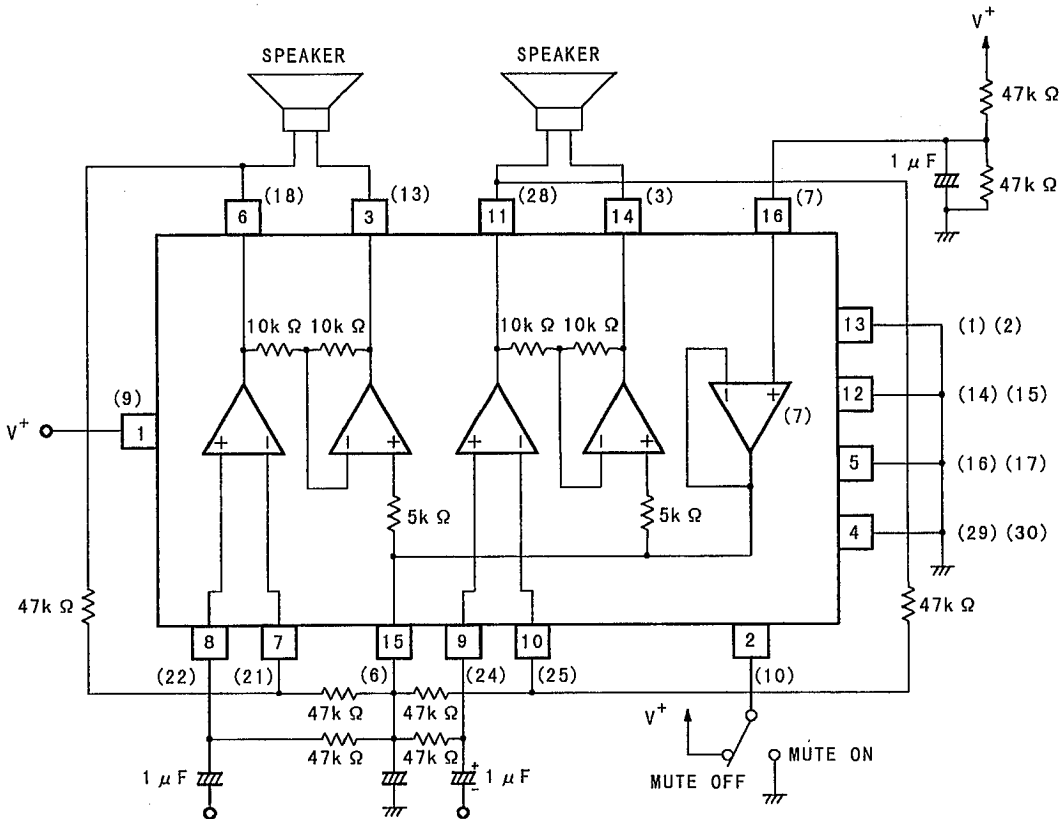 V+
SPEAKER SPEAKER
47k Ω
1 μF
47k Ω
(18) (13) (28) (3) (7)
6 3 11 14 16
10k Ω 10k Ω 10k Ω 10k Ω
13 (1) (2)
(9)
V+ 1
+ − − + + − − + − +
(7)
12 (14) (15)
5 (16) (17)
5k Ω 5k Ω
4 (29) (30)
47k Ω 47k Ω
8 7 15 9 10 2
(22) (21) (6) (24) (25) (10)
47k Ω 47k Ω
V+
47k Ω 47k Ω
MUTE ON
MUTE OFF
1 μF + − 1 μF